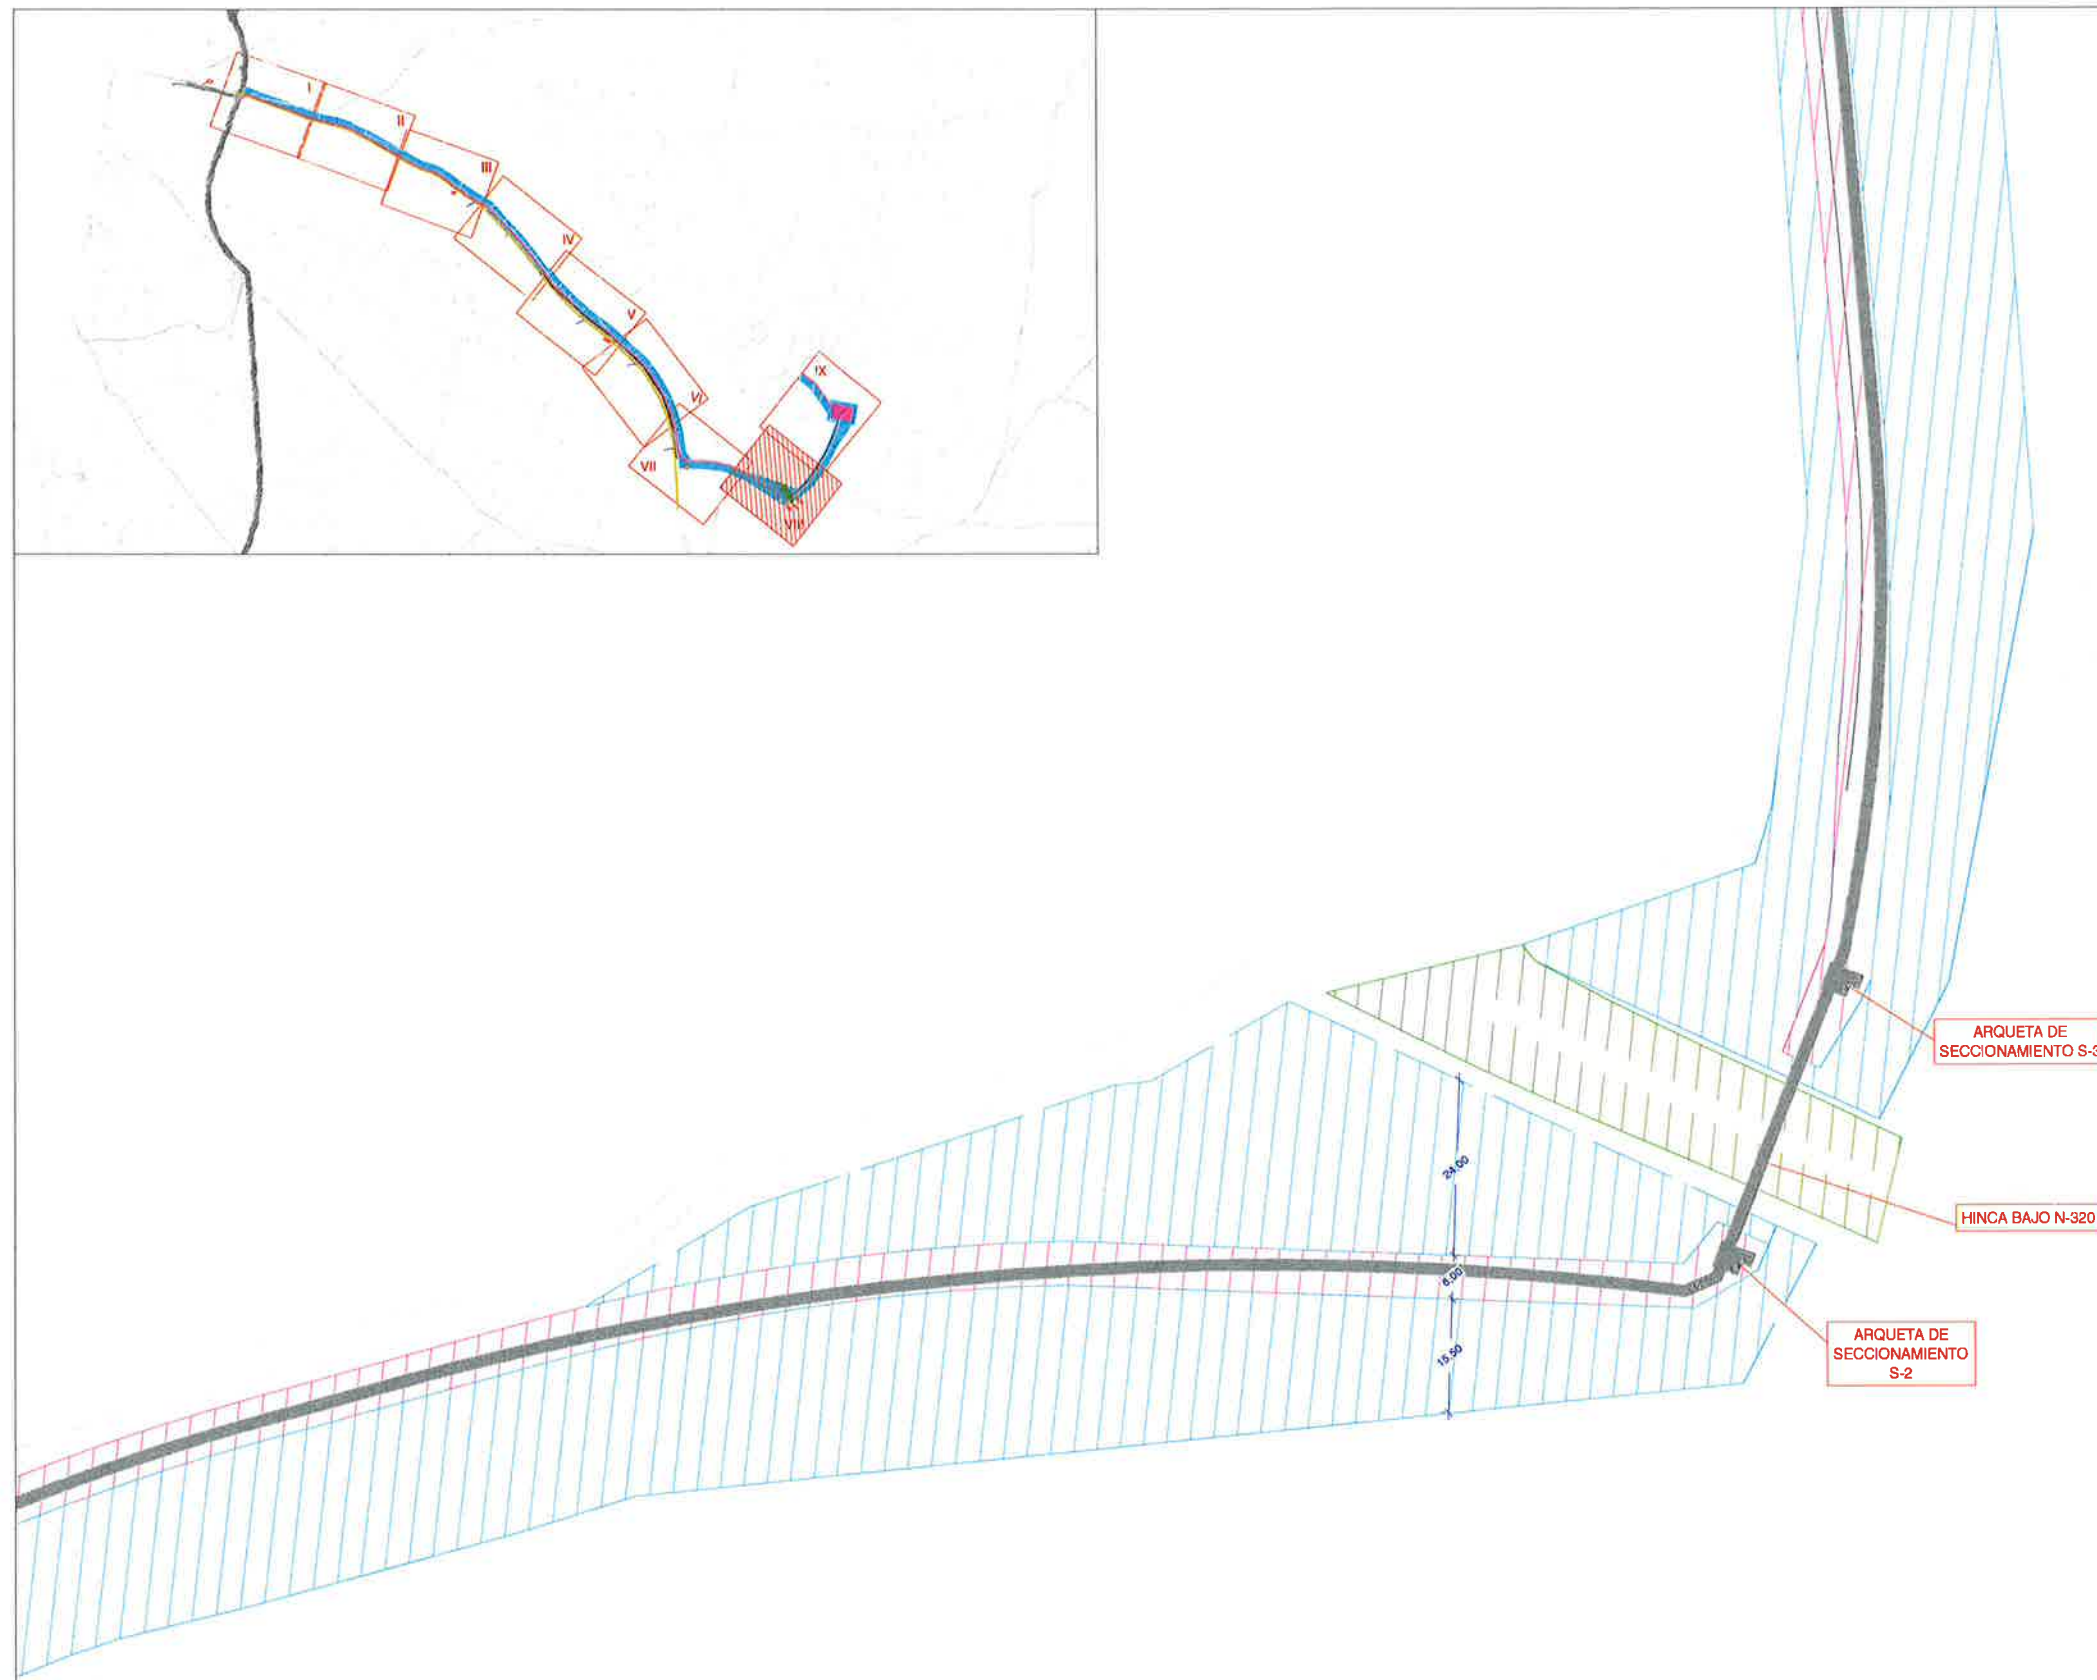 I
II
III
IV
V
VI
VII
VIII
IX
ARQUETA DE
SECCIONAMIENTO S-3
HINCA BAJO N-320
ARQUETA DE
SECCIONAMIENTO
S-2
24.00
6.00
15.50